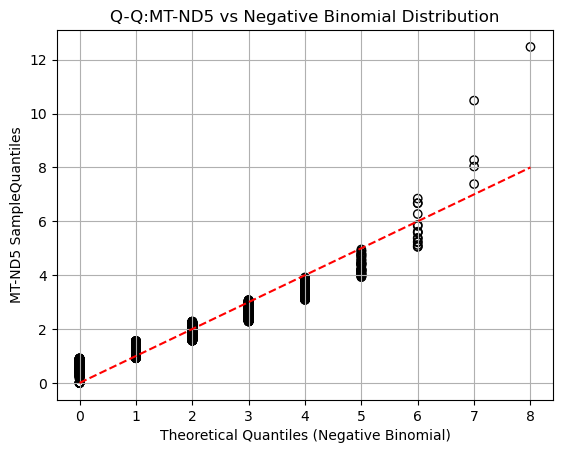 Q-Q:MT-ND5 vs Negative Binomial Distribution
MT-ND5 SampleQuantiles
12
10
8
6
4
2
0
0 1 2 3 4 5 6 7 8
Theoretical Quantiles (Negative Binomial)